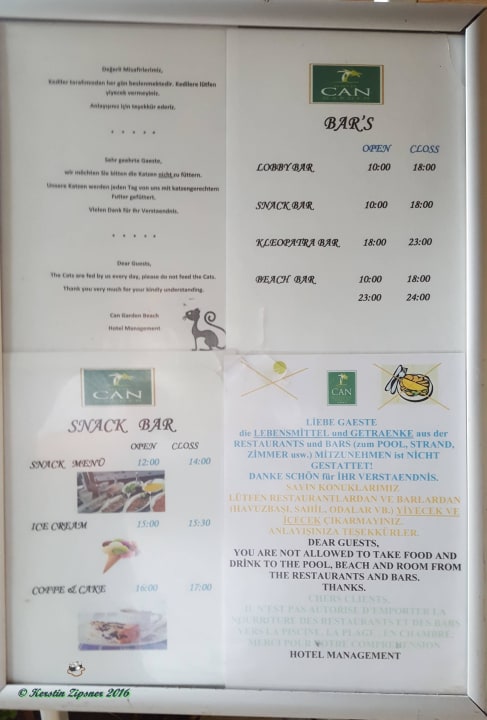 Değerli Misafirlerimiz,
Kediler tarafımızdan her gün beslenmektedir. Kedilere lütfen
yiyecek vermeyiniz.
Anlayışınız için teşekkür ederiz.
* * * * *
Sehr geehrte Gaeste,
wir möchten Sie bitten die Katzen nicht zu füttern.
Unsere Katzen werden jeden Tag von uns mit katzengerechtem
Futter gefüttert.
Vielen Dank für Ihr Verstaendnis.
* * * * *
Dear Guests,
The Cats are fed by us every day, please do not feed the Cats.
Thank you very much for your kindly understanding.
Can Garden Beach
Hotel Management
CAN
BAR'S
OPEN CLOSS
LOBBY BAR 10:00 18:00
SNACK BAR 10:00 18:00
KLEOPATRA BAR 18:00 23:00
BEACH BAR 10:00 18:00
23:00 24:00
CAN
SNACK BAR
OPEN CLOSS
SNACK MENÜ 12:00 14:00
ICE CREAM 15:00 15:30
COFFE & CAKE 16:00 17:00
CAN
LIEBE GAESTE
die LEBENSMITTEL und GETRAENKE aus der
RESTAURANTS und BARS (zum POOL, STRAND,
ZIMMER usw.) MITZUNEHMEN ist NICHT
GESTATTET!
DANKE SCHÖN für İHR VERSTAENDNIS.
SAYIN KONUKLARIMIZ
LÜTFEN RESTAURANTLARDAN VE BARLARDAN
(HAVUZBAŞI, SAHİL, ODALAR VB.) YİYECEK VE
İÇECEK ÇIKARMAYINIZ.
ANLAYIŞINIZA TEŞEKKÜRLER.
DEAR GUESTS,
YOU ARE NOT ALLOWED TO TAKE FOOD AND
DRİNK TO THE POOL, BEACH AND ROOM FROM
THE RESTAURANTS AND BARS.
THANKS.
CHERS CLIENTS,
IL N'EST PAS AUTORISE D'EMPORTER LA
NOURRITURE DES RESTAURANTS ET DES BARS
VERS LA PISCINE, LA PLAGE, EN CHAMBRE.
MERCI POUR VOTRE COMPREHENSION.
HOTEL MANAGEMENT
© Kerstin Zipsner 2016